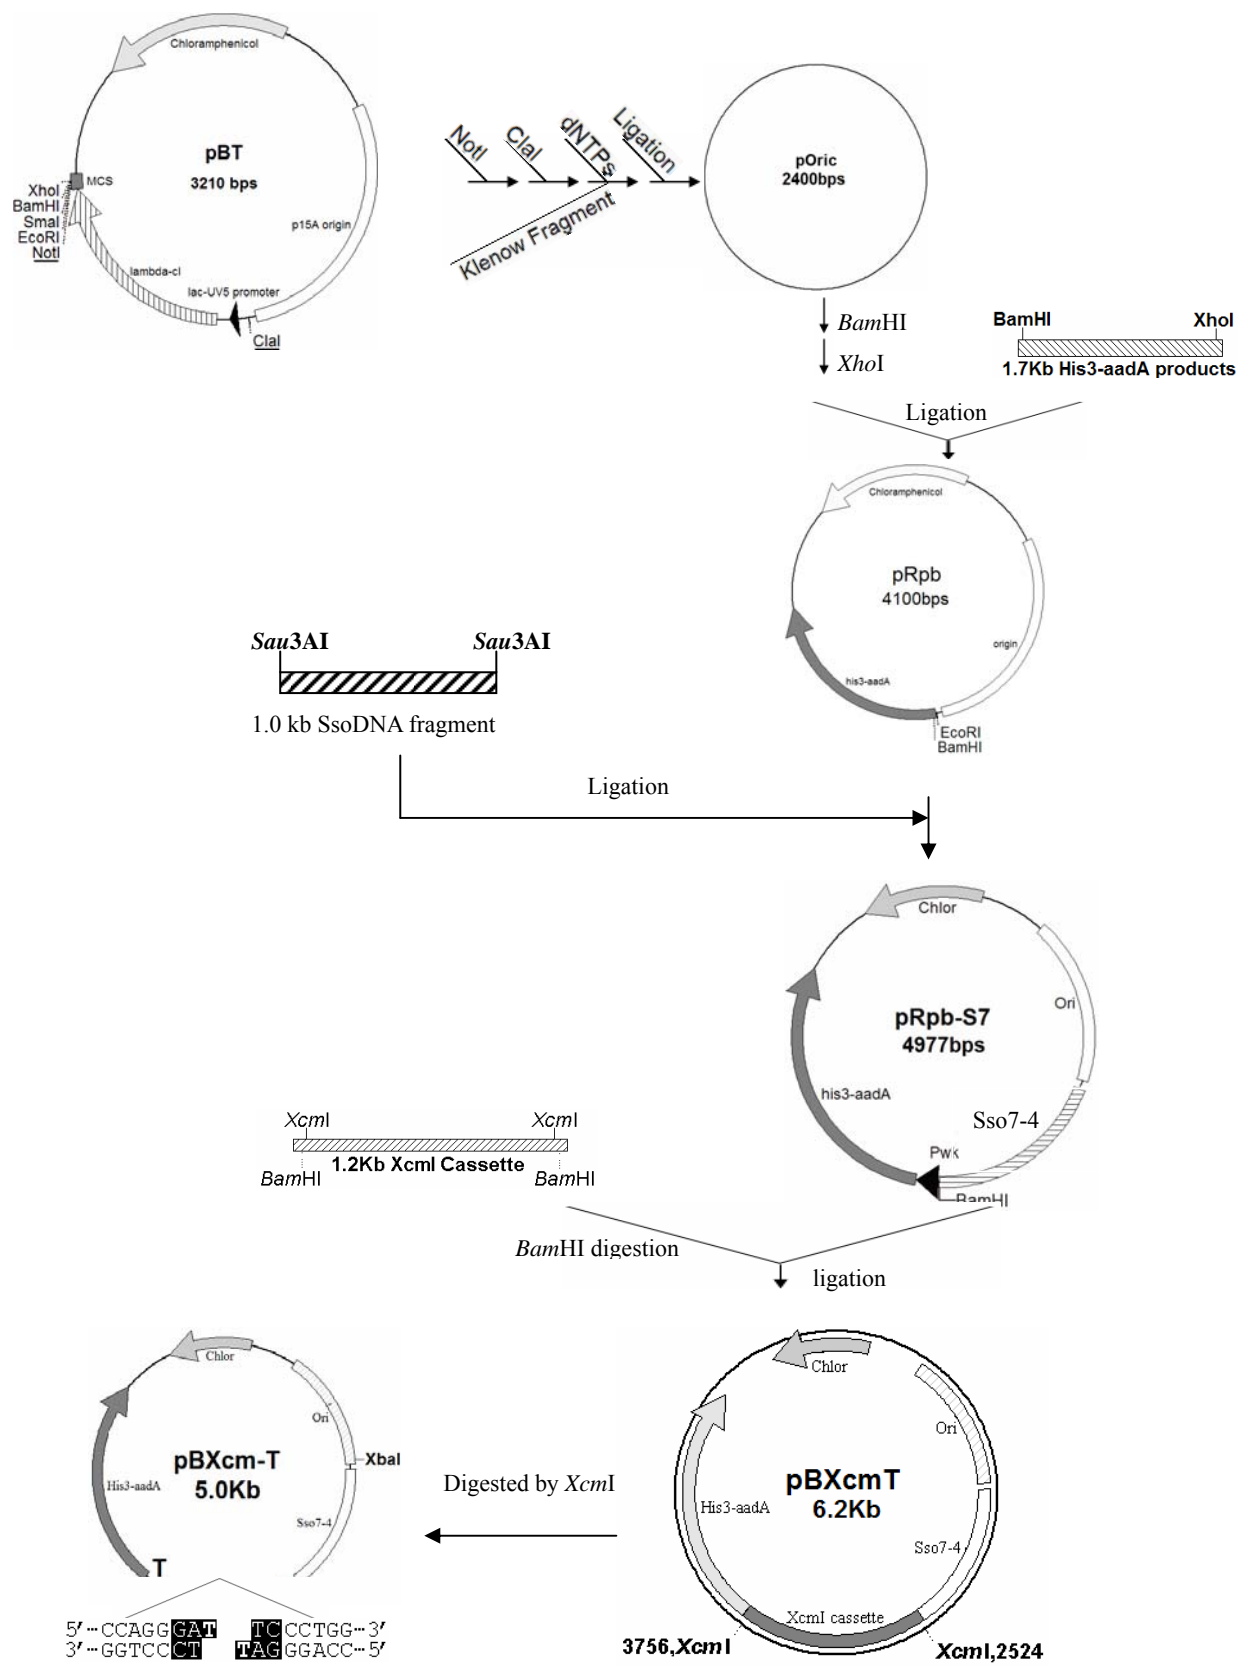 Chloramphenicol
pBT
3210 bps
MCS
XhoI
BamHI
SmaI
EcoRI
NotI
p15A origin
lambda-cI
lac-UV5 promoter
ClaI
NotI
ClaI
dNTPs
Ligation
Klenow Fragment
pOric
2400bps
BamHI
XhoI
BamHI
XhoI
1.7Kb His3-aadA products
Ligation
Chloramphenicol
pRpb
4100bps
origin
his3-aadA
EcoRI
BamHI
Sau3AI
Sau3AI
1.0 kb SsoDNA fragment
Ligation
Chlor
Ori
pRpb-S7
4977bps
his3-aadA
Sso7-4
Pwk
BamHI
XcmI
XcmI
1.2Kb XcmI Cassette
BamHI
BamHI
BamHI digestion
ligation
Chlor
Ori
pBXcm-T
5.0Kb
XbaI
His3-aadA
Sso7-4
T
5′--CCAGGGAT TCCCTGG--3′
3′--GGTCCCT TAGGGACC--5′
Digested by XcmI
Chlor
Ori
pBXcmT
6.2Kb
His3-aadA
Sso7-4
XcmI cassette
3756,XcmI
XcmI,2524